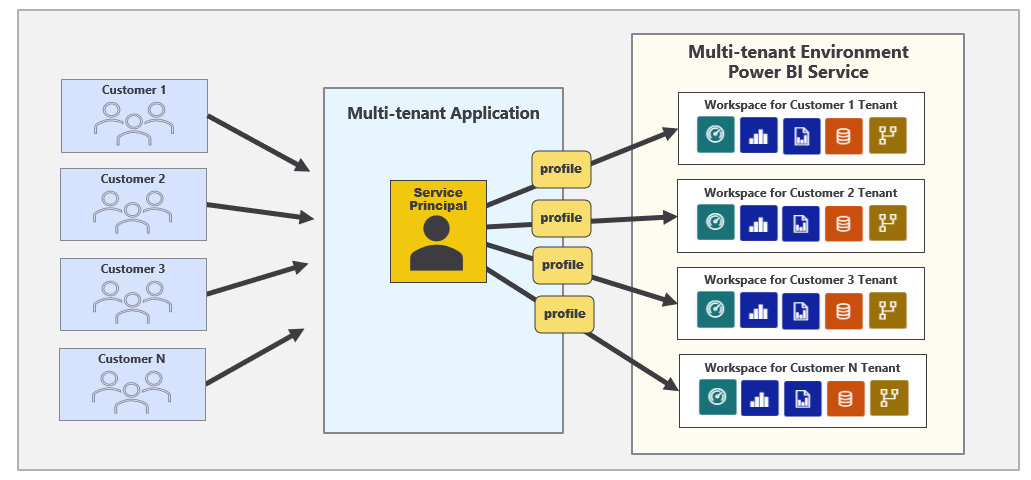 Customer 1
Customer 2
Customer 3
Customer N
Multi-tenant Application
Service
Principal
profile
profile
profile
profile
Multi-tenant Environment
Power BI Service
Workspace for Customer 1 Tenant
Workspace for Customer 2 Tenant
Workspace for Customer 3 Tenant
Workspace for Customer N Tenant